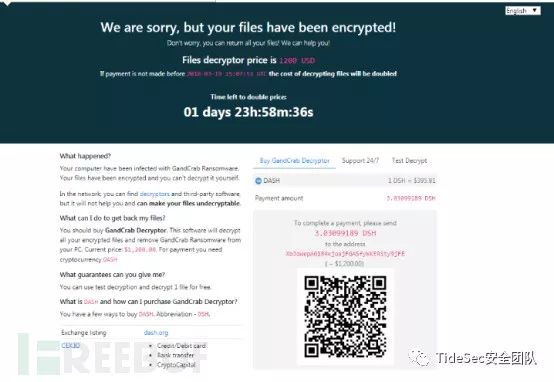 English
We are sorry, but your files have been encrypted!
Don't worry, you can return all your files! We can help you!
Files decryptor price is 1200 USD
If payment is not made before 2018-03-19 15:07:51 UTC the cost of decrypting files will be doubled
Time left to double price:
01 days 23h:58m:36s
What happened?
Your computer have been infected with GandCrab Ransomware.
Your files have been encrypted and you can't decrypt it yourself.
In the network, you can find decryptors and third-party software,
but it will not help you and can make your files undecryptable.
What can I do to get back my files?
You should buy GandCrab Decryptor. This software will decrypt
all your encrypted files and remove GandCrab Ransomware from
your PC. Current price: $1,200.00. For payment you need
cryptocurrency DASH
What guarantees can you give me?
You can use test decryption and decrypt 1 file for free.
What is DASH and how can I purchase GandCrab Decryptor?
You have a few ways to buy DASH. Abbreviation - DSH.
Exchange listing
dash.org
CEX.IO
Credit/Debit card
Bank transfer
CryptoCapital
Buy GandCrab Decryptor
Support 24/7
Test Decrypt
DASH
1 DSH = $395.91
Payment amount
3.03099189 DSH
To complete a payment, please send
3.03099189 DSH
to the address
( ~ $1,200.00)
FREEBUF
TideSec安全团队